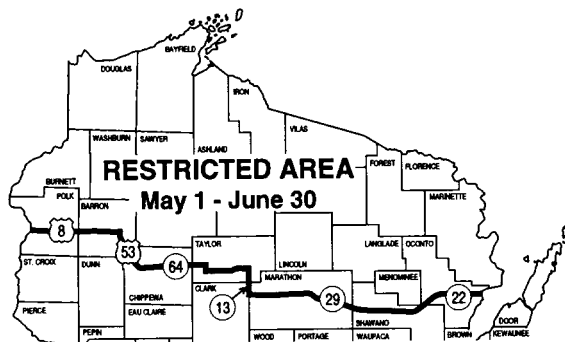 BAYFIELD
DOUGLAS
IRON
VILAS
WASHBURN
SAWYER
ASHLAND
FOREST
FLORENCE
RESTRICTED AREA
May 1 - June 30
BURNETT
POLK
BARRON
MARINETTE
8
53
64
TAYLOR
LANGLADE
OCONTO
ST. CROIX
DUNN
LINCOLN
MARATHON
MENOMINEE
CHIPPEWA
CLARK
13
29
22
PIERCE
EAU CLAIRE
SHAWANO
DOOR
PEPIN
WOOD
PORTAGE
WAUPACA
BROWN
KEWAUNEE